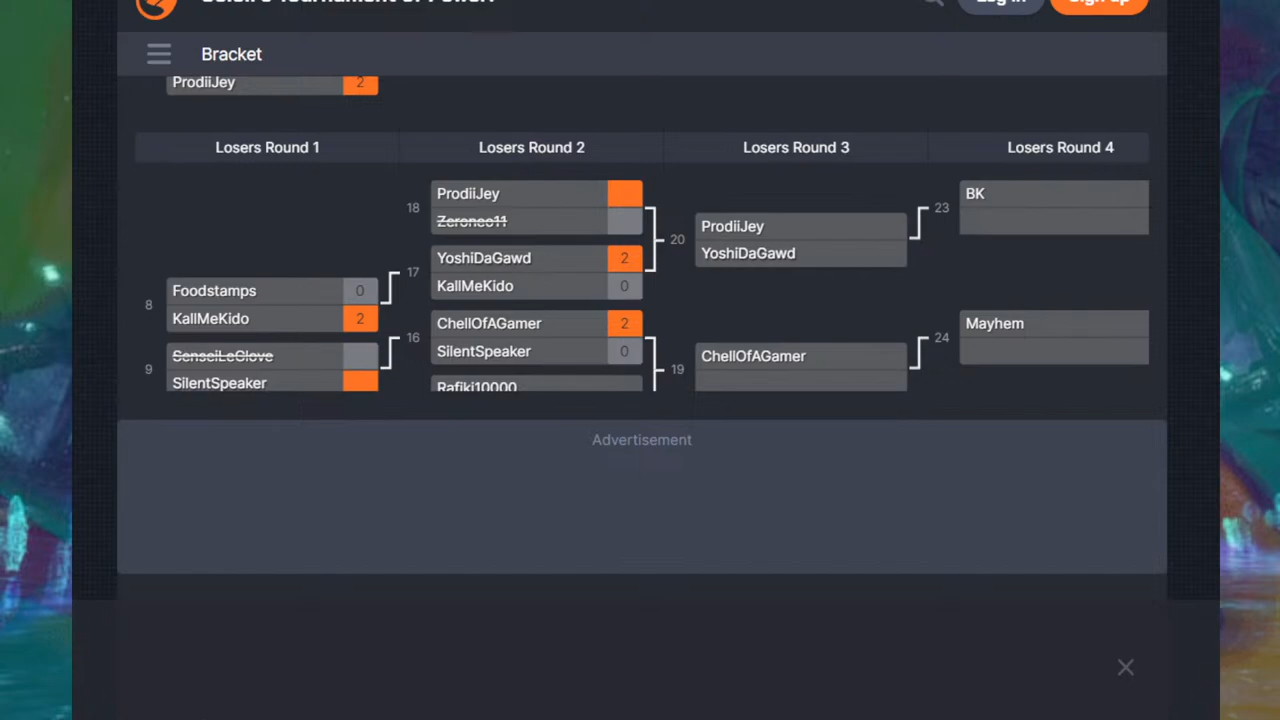 Bracket
ProdiiJey 2
Losers Round 1 Losers Round 2 Losers Round 3 Losers Round 4
18 ProdiiJey
Zeroneo11
17 YoshiDaGawd 2
KallMeKido 0
8 Foodstamps 0
KallMeKido 2
16 ChellOfAGamer 2
SilentSpeaker 0
9 SenseiLeGlove
SilentSpeaker
Rafiki10000
20 ProdiiJey
YoshiDaGawd
19 ChellOfAGamer
23 BK
24 Mayhem
Advertisement